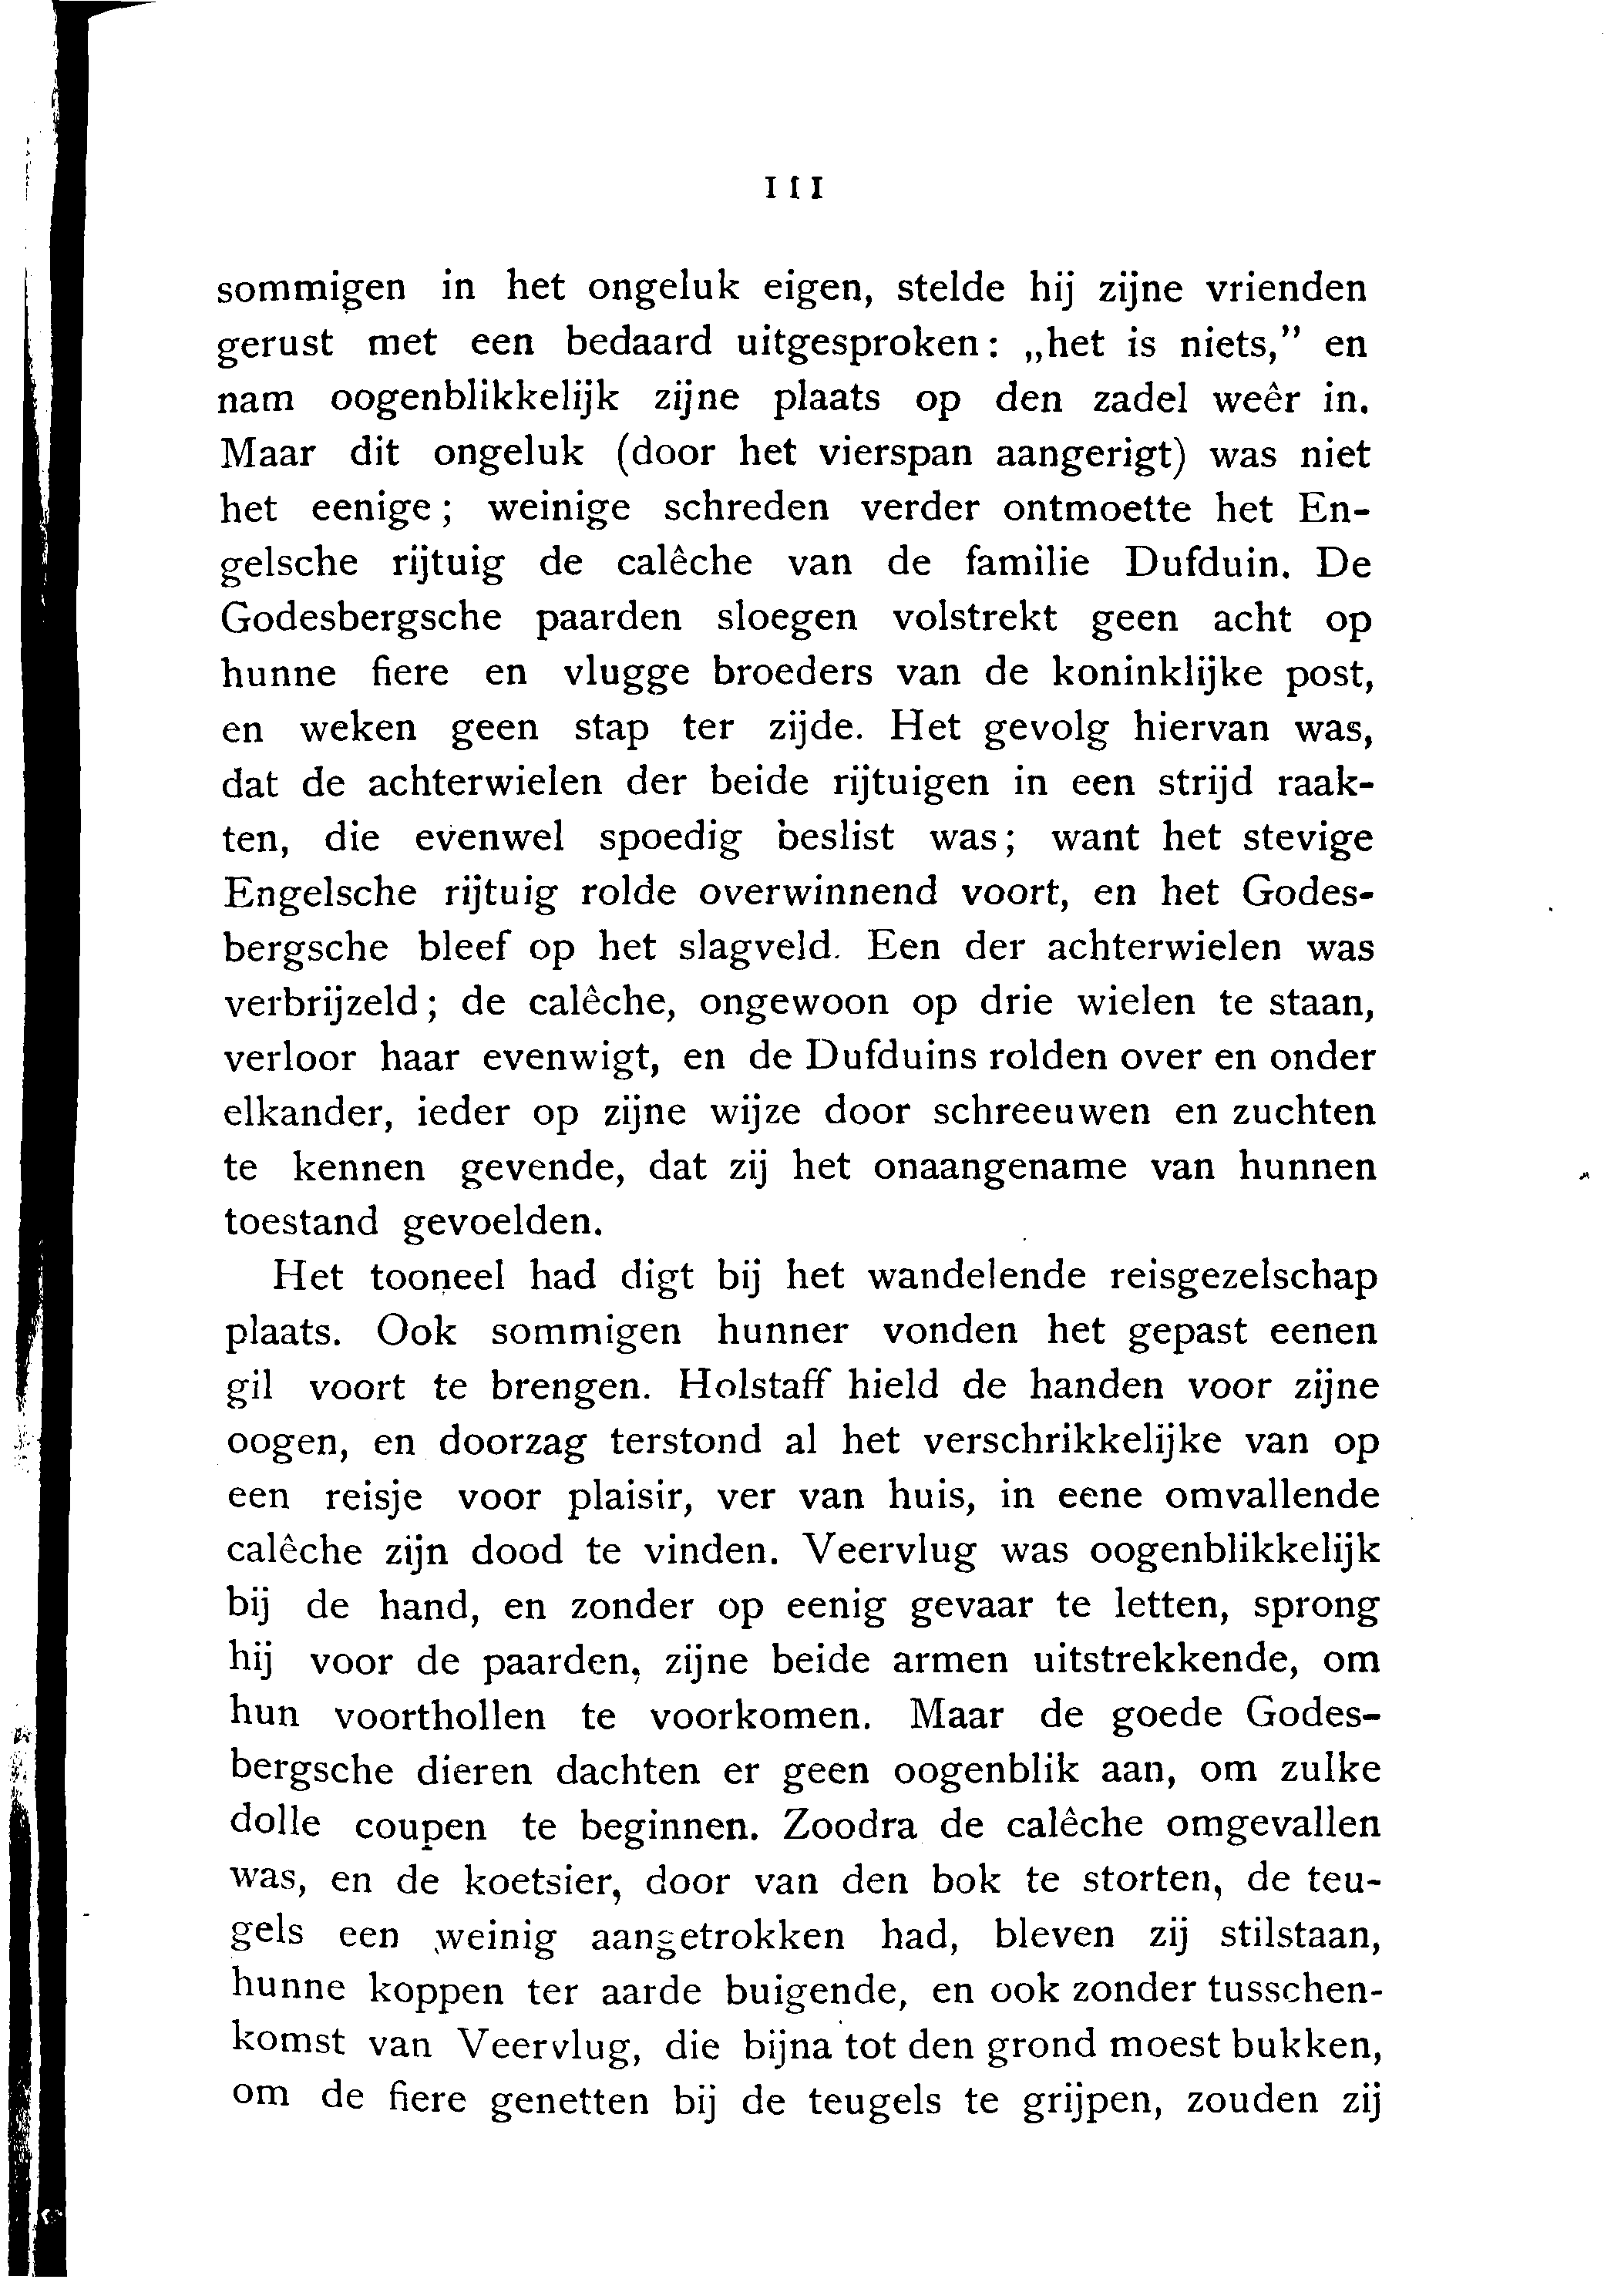 111
sommigen in het ongeluk eigen, stelde hij zijne vrienden
gerust met een bedaard uitgesproken: „het is niets,” en
nam oogenblikkelijk zijne plaats op den zadel weêr in.
Maar dit ongeluk (door het vierspan aangerigt) was niet
het eenige; weinige schreden verder ontmoette het En-
gelsche rijtuig de calêche van de familie Dufduin. De
Godesbergsche paarden sloegen volstrekt geen acht op
hunne fiere en vlugge broeders van de koninklijke post,
en weken geen stap ter zijde. Het gevolg hiervan was,
dat de achterwielen der beide rijtuigen in een strijd raak-
ten, die evenwel spoedig beslist was; want het stevige
Engelsche rijtuig rolde overwinnend voort, en het Godes-
bergsche bleef op het slagveld. Een der achterwielen was
verbrijzeld; de calêche, ongewoon op drie wielen te staan,
verloor haar evenwigt, en de Dufduins rolden over en onder
elkander, ieder op zijne wijze door schreeuwen en zuchten
te kennen gevende, dat zij het onaangename van hunnen
toestand gevoelden.
Het tooneel had digt bij het wandelende reisgezelschap
plaats. Ook sommigen hunner vonden het gepast eenen
gil voort te brengen. Holstaff hield de handen voor zijne
oogen, en doorzag terstond al het verschrikkelijke van op
een reisje voor plaisir, ver van huis, in eene omvallende
calêche zijn dood te vinden. Veervlug was oogenblikkelijk
bij de hand, en zonder op eenig gevaar te letten, sprong
hij voor de paarden, zijne beide armen uitstrekkende, om
hun voorthollen te voorkomen. Maar de goede Godes-
bergsche dieren dachten er geen oogenblik aan, om zulke
dolle coupen te beginnen. Zoodra de calêche omgevallen
was, en de koetsier, door van den bok te storten, de teu-
gels een weinig aangetrokken had, bleven zij stilstaan,
hunne koppen ter aarde buigende, en ook zonder tusschen-
komst van Veervlug, die bijna tot den grond moest bukken,
om de fiere genetten bij de teugels te grijpen, zouden zij